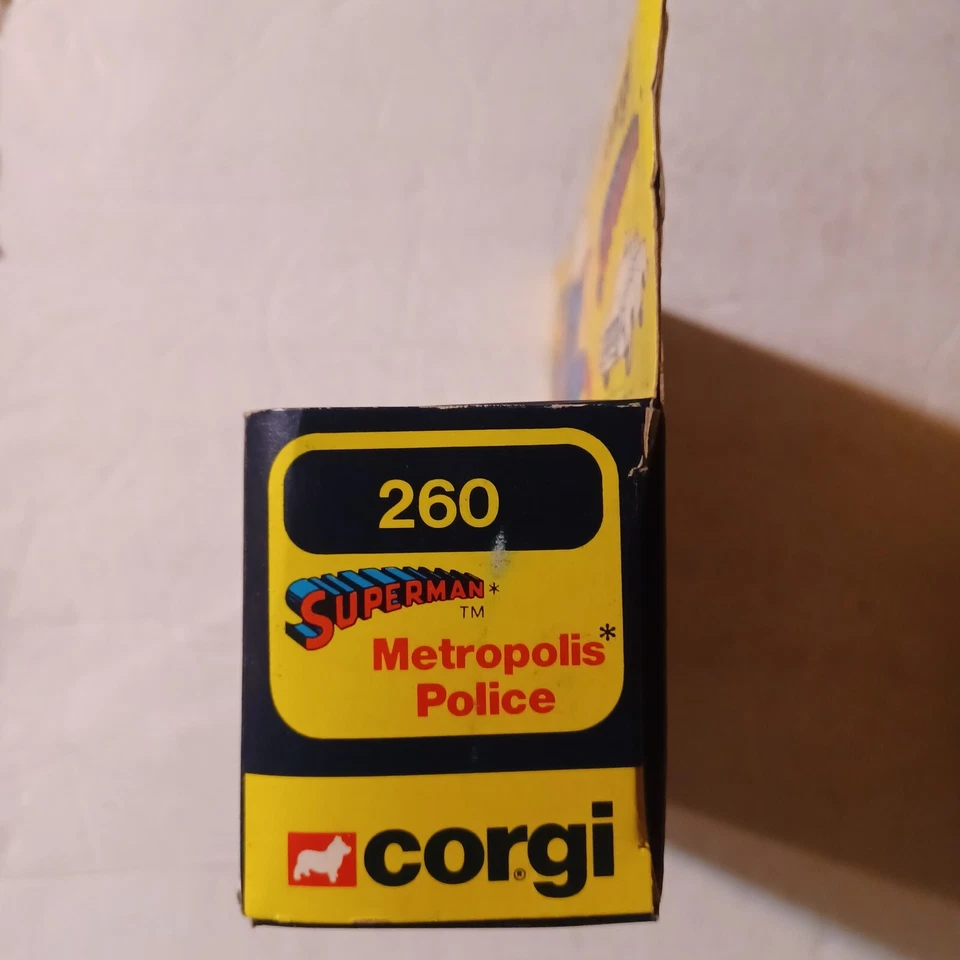 260
SUPERMAN*
TM
Metropolis*
Police
corgi®